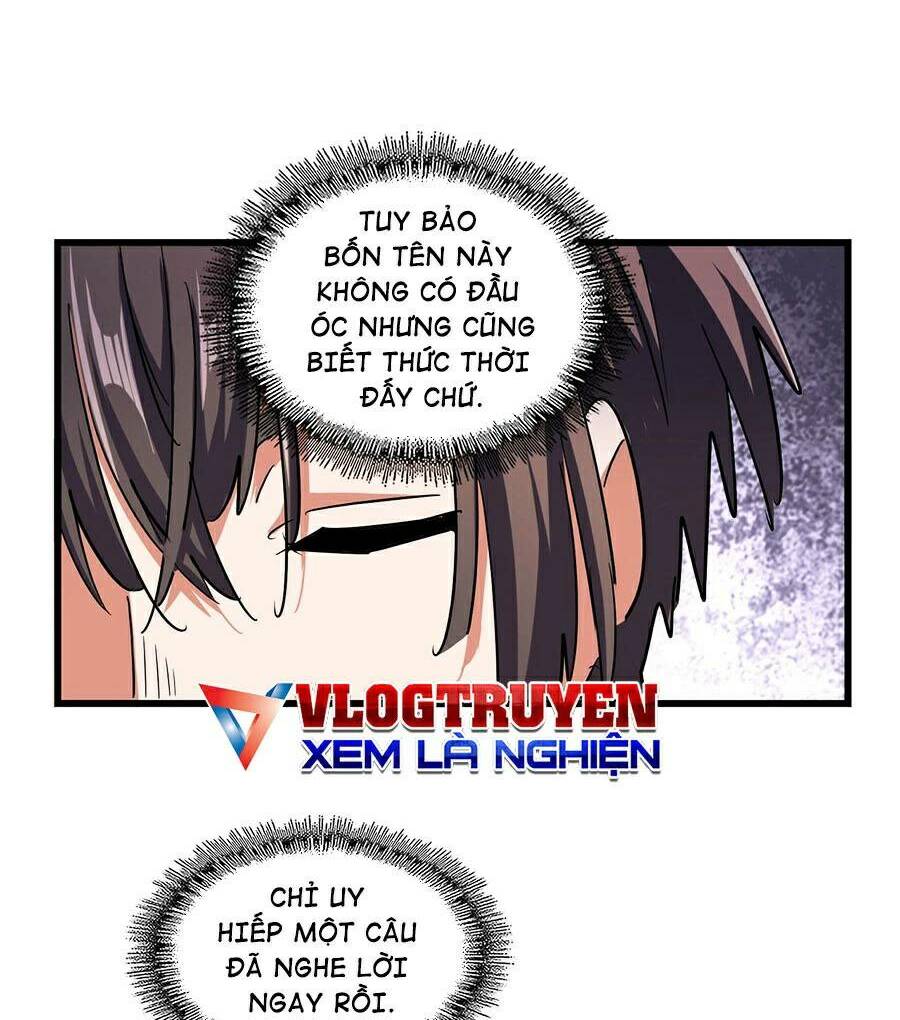 TUY BẢO
BỐN TÊN NÀY
KHÔNG CÓ ĐẦU
ÓC NHƯNG CŨNG
BIẾT THỨC THỜI
ĐẤY CHỨ.
VLOGTRUYEN
XEM LÀ NGHIỆN
CHỈ UY
HIẾP MỘT CÂU
ĐÃ NGHE LỜI
NGAY RỒI.